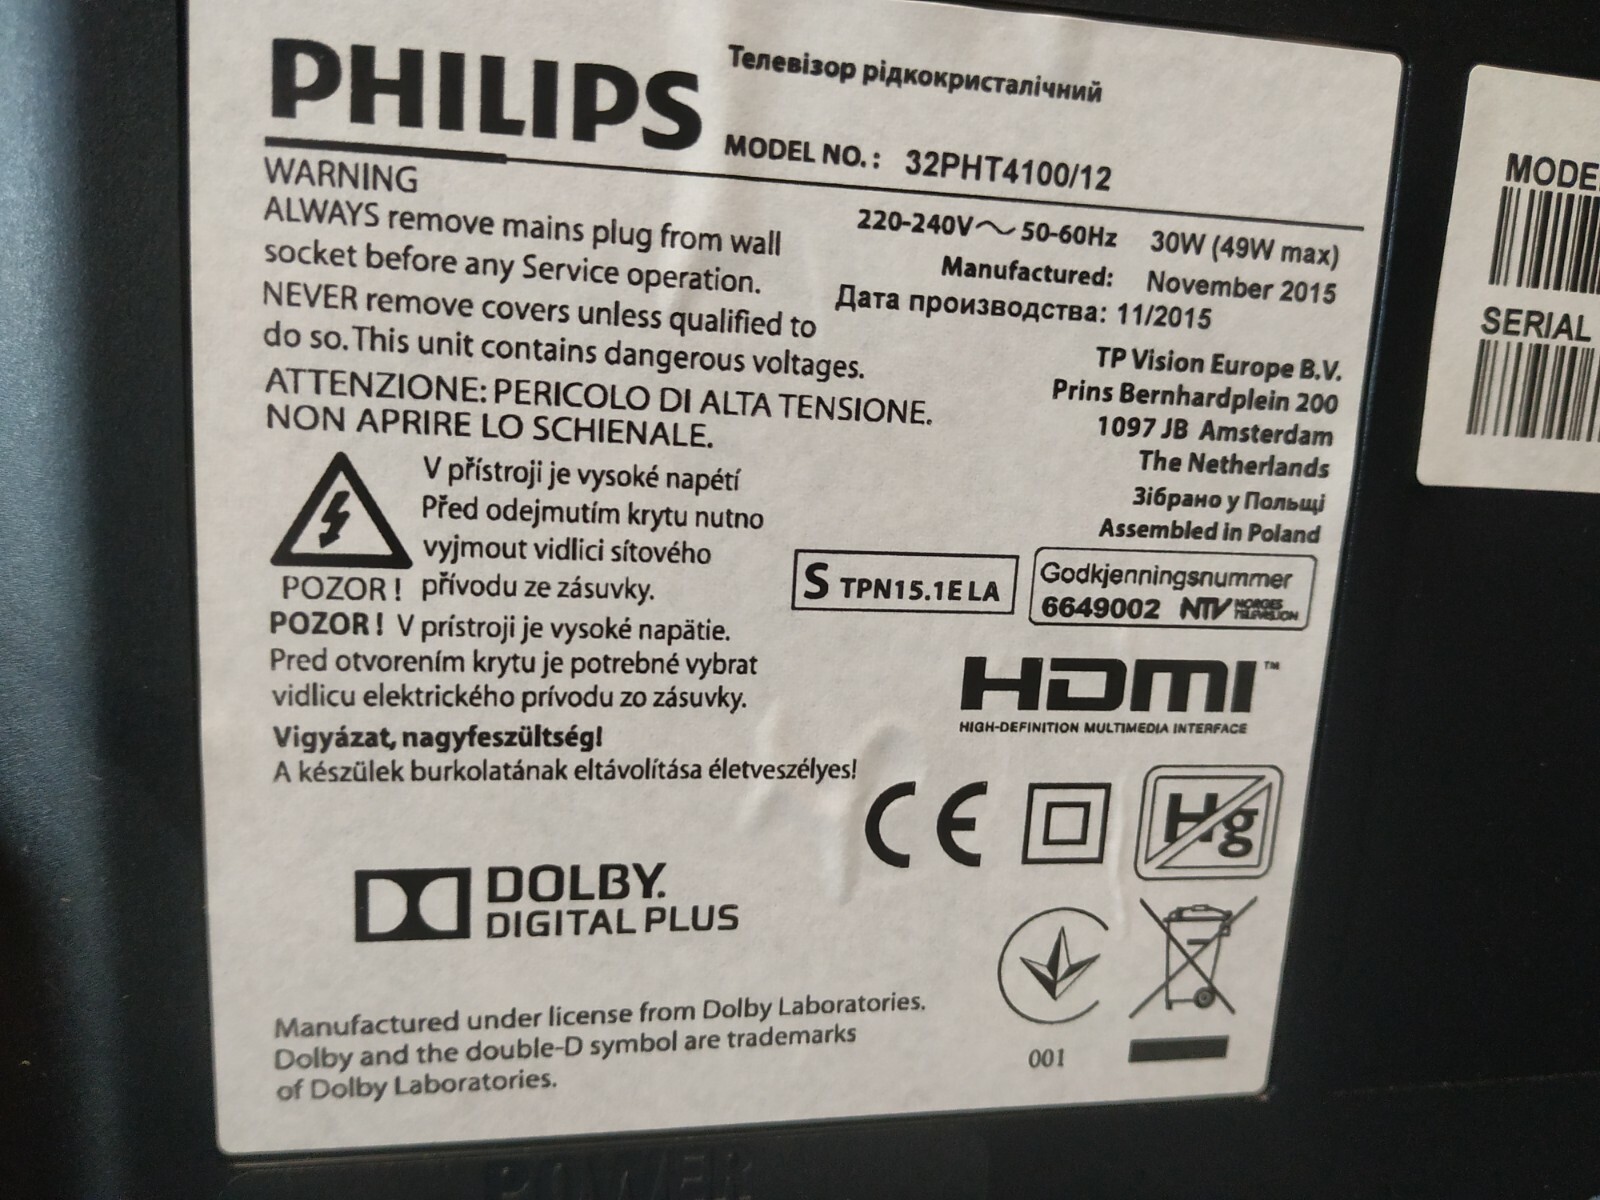 PHILIPS
Телевізор рідкокристалічний
MODEL NO.: 32PHT4100/12
WARNING
ALWAYS remove mains plug from wall
socket before any Service operation.
NEVER remove covers unless qualified to
do so. This unit contains dangerous voltages.
ATTENZIONE: PERICOLO DI ALTA TENSIONE.
NON APRIRE LO SCHIENALE.
220-240V～ 50-60Hz 30W (49W max)
Manufactured: November 2015
Дата производства: 11/2015
TP Vision Europe B.V.
Prins Bernhardplein 200
1097 JB Amsterdam
The Netherlands
Зібрано у Польщі
Assembled in Poland
V přístroji je vysoké napétí
Před odejmutím krytu nutno
vyjmout vidlici sítového
POZOR! přívodu ze zásuvky.
POZOR! V prístroji je vysoké napätie.
Pred otvorením krytu je potrebné vybrat
vidlicu elektrického prívodu zo zásuvky.
Vigyázat, nagyfeszültség!
A készülek burkolatának eltávolítása életveszélyes!
S TPN15.1E LA
Godkjenningsnummer
6649002 NTV NORGES TELEVISJON
HDMI™
HIGH-DEFINITION MULTIMEDIA INTERFACE
CE
Hg
DOLBY.
DIGITAL PLUS
Manufactured under license from Dolby Laboratories.
Dolby and the double-D symbol are trademarks
of Dolby Laboratories.
001
MODE
SERIAL
POWER